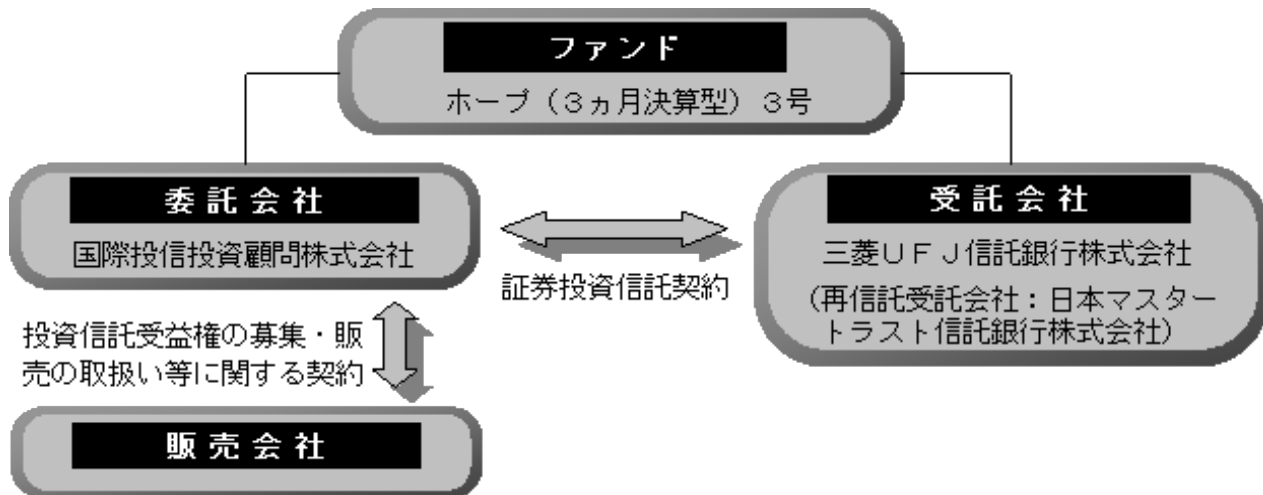 ファンド
ホープ（３ヵ月決算型）３号
委託会社
国際投信投資顧問株式会社
証券投資信託契約
受託会社
三菱ＵＦＪ信託銀行株式会社
(再信託受託会社：日本マスター
トラスト信託銀行株式会社)
投資信託受益権の募集・販
売の取扱い等に関する契約
販売会社